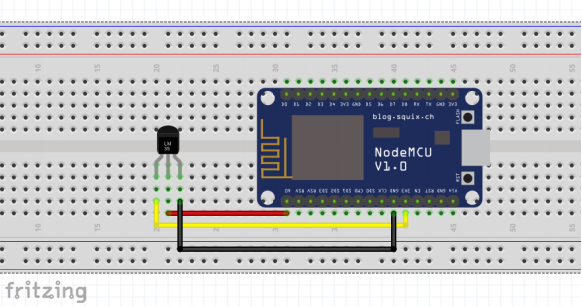 10 15 20 25 30 35 40 45 50 55
D0 D1 D2 D3 D4 3V3 GND D5 D6 D7 D8 RX TX GND 3V3
blog.squix.ch
FLASH
LM
35
NodeMCU
V1.0
RST
A0 RSV RSV SD3 SD2 SD1 CMD SD0 CLK GND 3V3 EN RST GND Vin
10 15 20 25 30 35 40 45 50 55
fritzing